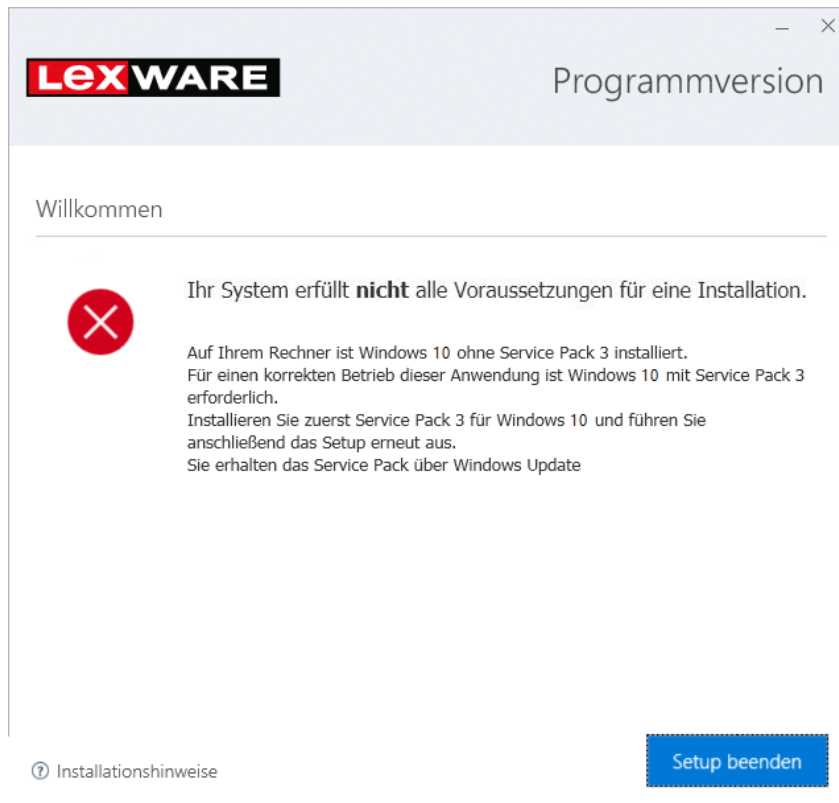 LEXWARE
Programmversion
Willkommen
Ihr System erfüllt nicht alle Voraussetzungen für eine Installation.
Auf Ihrem Rechner ist Windows 10 ohne Service Pack 3 installiert.
Für einen korrekten Betrieb dieser Anwendung ist Windows 10 mit Service Pack 3
erforderlich.
Installieren Sie zuerst Service Pack 3 für Windows 10 und führen Sie
anschließend das Setup erneut aus.
Sie erhalten das Service Pack über Windows Update
Installationshinweise
Setup beenden